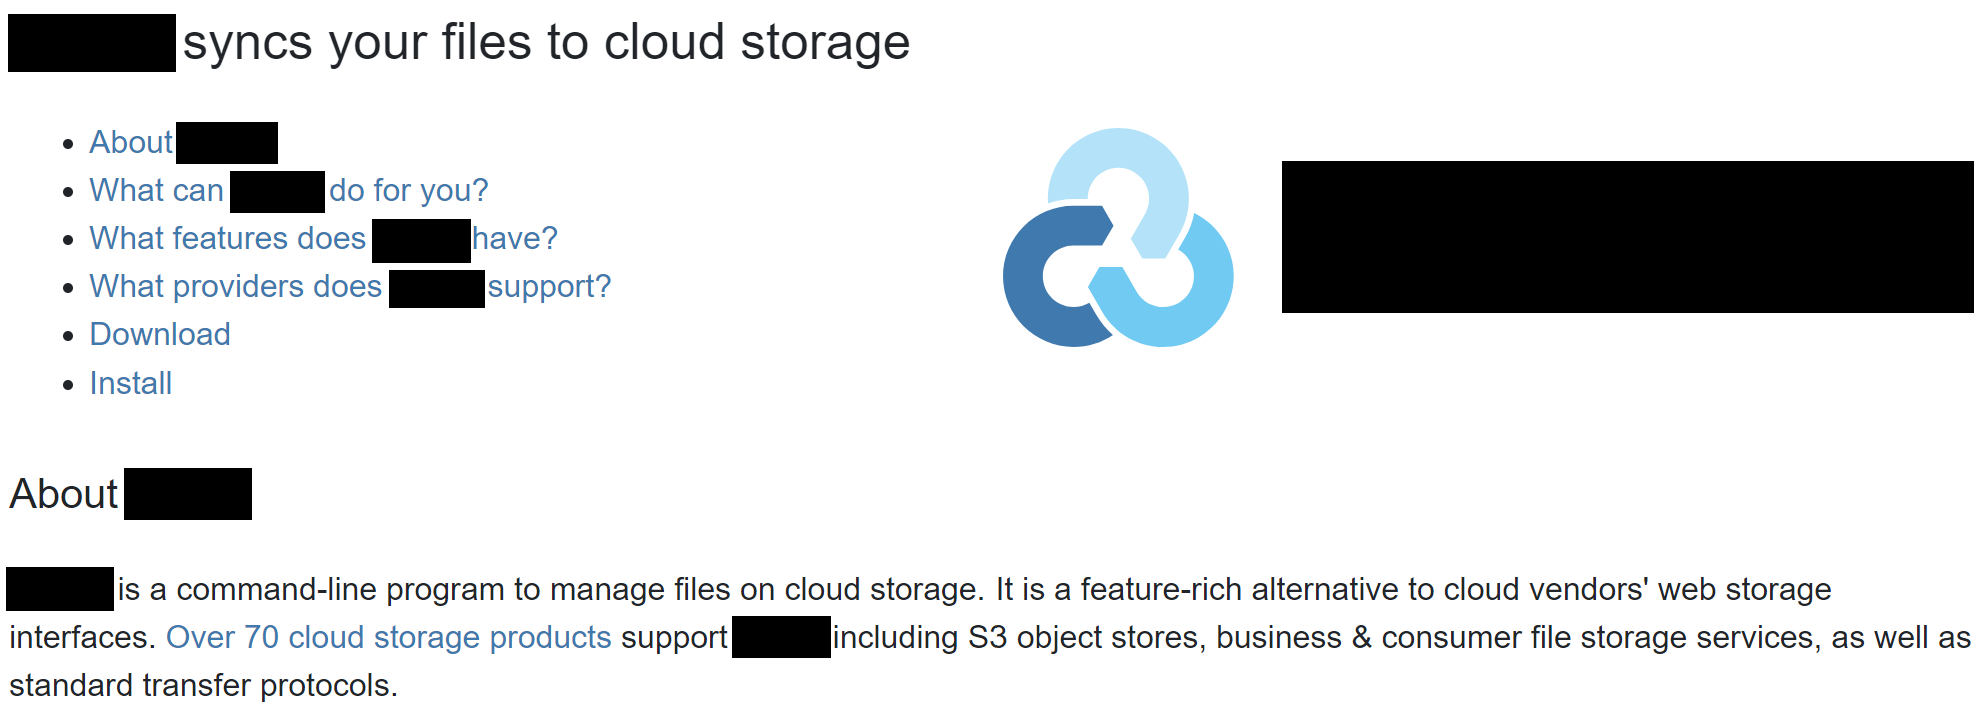 syncs your files to cloud storage
About
What can do for you?
What features does have?
What providers does support?
Download
Install
About
is a command-line program to manage files on cloud storage. It is a feature-rich alternative to cloud vendors' web storage
interfaces. Over 70 cloud storage products support including S3 object stores, business & consumer file storage services, as well as
standard transfer protocols.